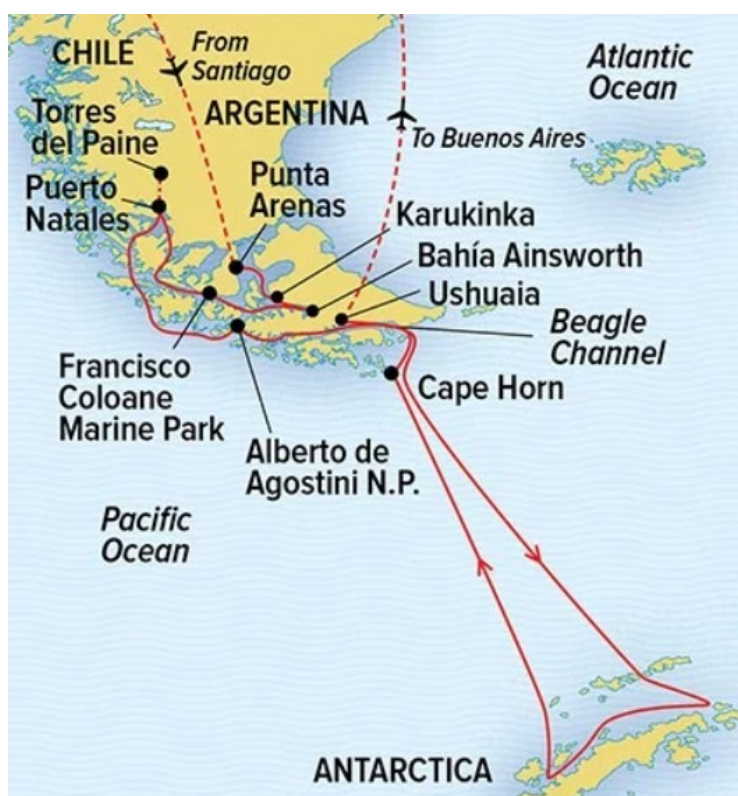 CHILE
From
Santiago
Atlantic
Ocean
Torres
del Paine
ARGENTINA
To Buenos Aires
Puerto
Natales
Punta
Arenas
Karukinka
Bahía Ainsworth
Ushuaia
Beagle
Channel
Francisco
Coloane
Marine Park
Cape Horn
Alberto de
Agostini N.P.
Pacific
Ocean
ANTARCTICA